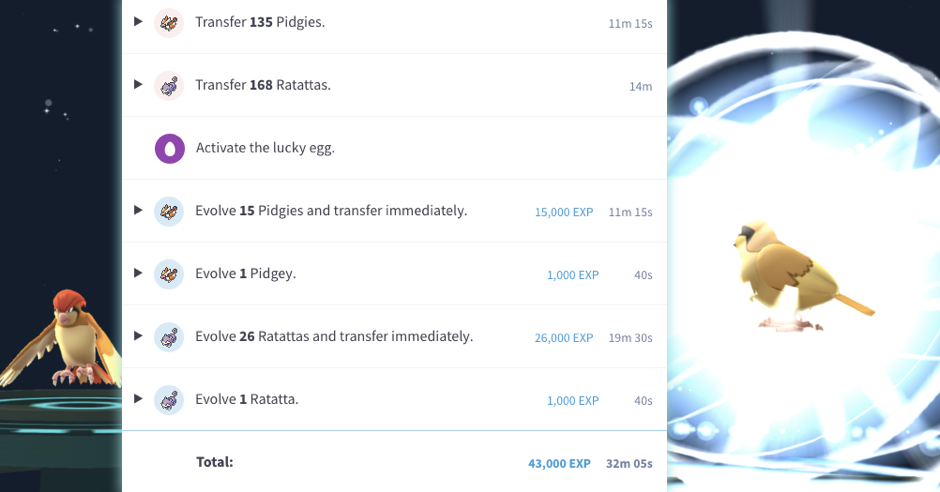 Transfer 135 Pidgies. 11m 15s
Transfer 168 Ratattas. 14m
Activate the lucky egg.
Evolve 15 Pidgies and transfer immediately. 15,000 EXP 11m 15s
Evolve 1 Pidgey. 1,000 EXP 40s
Evolve 26 Ratattas and transfer immediately. 26,000 EXP 19m 30s
Evolve 1 Ratatta. 1,000 EXP 40s
Total: 43,000 EXP 32m 05s